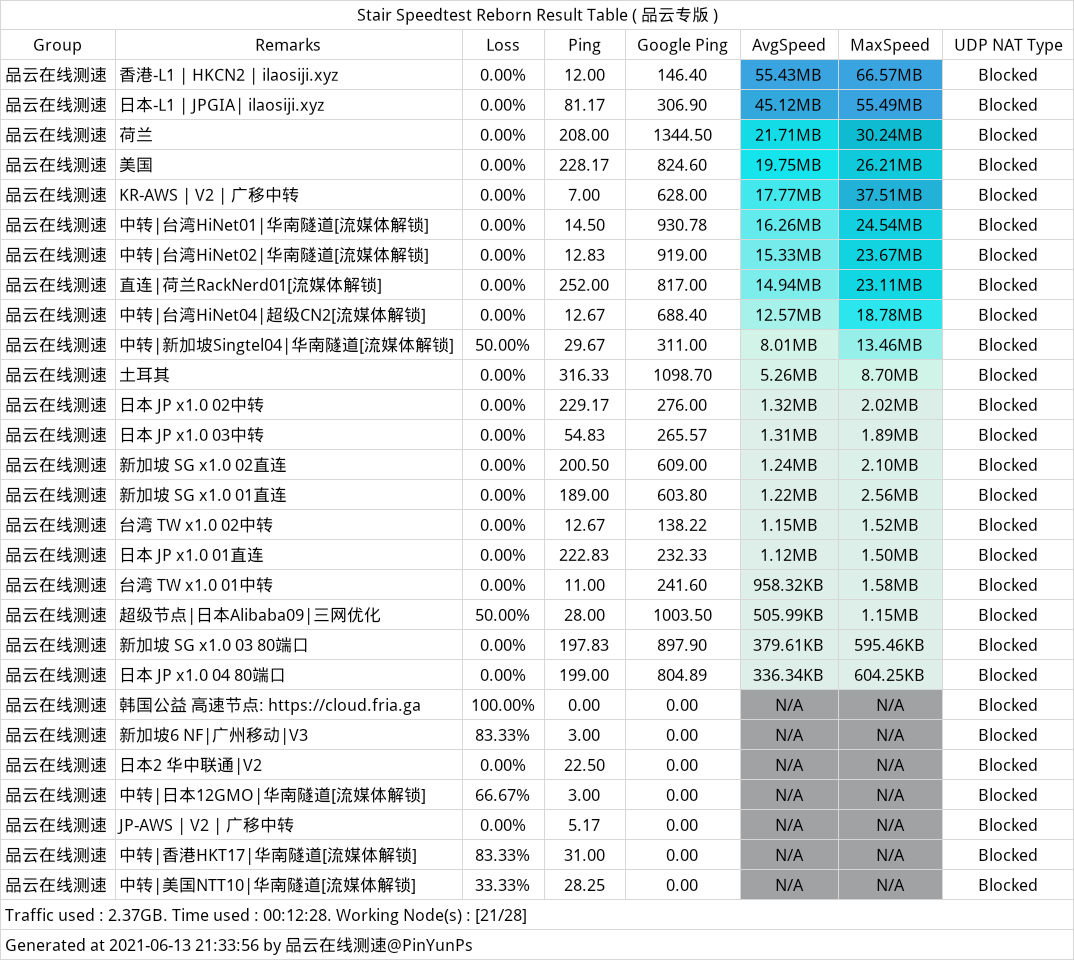 Stair Speedtest Reborn Result Table ( 品云专版 )
Group Remarks Loss Ping Google Ping AvgSpeed MaxSpeed UDP NAT Type
品云在线测速 香港-L1 | HKCN2 | ilaosiji.xyz 0.00% 12.00 146.40 55.43MB 66.57MB Blocked
品云在线测速 日本-L1 | JPGIA| ilaosiji.xyz 0.00% 81.17 306.90 45.12MB 55.49MB Blocked
品云在线测速 荷兰 0.00% 208.00 1344.50 21.71MB 30.24MB Blocked
品云在线测速 美国 0.00% 228.17 824.60 19.75MB 26.21MB Blocked
品云在线测速 KR-AWS | V2 | 广移中转 0.00% 7.00 628.00 17.77MB 37.51MB Blocked
品云在线测速 中转|台湾HiNet01|华南隧道[流媒体解锁] 0.00% 14.50 930.78 16.26MB 24.54MB Blocked
品云在线测速 中转|台湾HiNet02|华南隧道[流媒体解锁] 0.00% 12.83 919.00 15.33MB 23.67MB Blocked
品云在线测速 直连|荷兰RackNerd01[流媒体解锁] 0.00% 252.00 817.00 14.94MB 23.11MB Blocked
品云在线测速 中转|台湾HiNet04|超级CN2[流媒体解锁] 0.00% 12.67 688.40 12.57MB 18.78MB Blocked
品云在线测速 中转|新加坡Singtel04|华南隧道[流媒体解锁] 50.00% 29.67 311.00 8.01MB 13.46MB Blocked
品云在线测速 土耳其 0.00% 316.33 1098.70 5.26MB 8.70MB Blocked
品云在线测速 日本 JP x1.0 02中转 0.00% 229.17 276.00 1.32MB 2.02MB Blocked
品云在线测速 日本 JP x1.0 03中转 0.00% 54.83 265.57 1.31MB 1.89MB Blocked
品云在线测速 新加坡 SG x1.0 02直连 0.00% 200.50 609.00 1.24MB 2.10MB Blocked
品云在线测速 新加坡 SG x1.0 01直连 0.00% 189.00 603.80 1.22MB 2.56MB Blocked
品云在线测速 台湾 TW x1.0 02中转 0.00% 12.67 138.22 1.15MB 1.52MB Blocked
品云在线测速 日本 JP x1.0 01直连 0.00% 222.83 232.33 1.12MB 1.50MB Blocked
品云在线测速 台湾 TW x1.0 01中转 0.00% 11.00 241.60 958.32KB 1.58MB Blocked
品云在线测速 超级节点|日本Alibaba09|三网优化 50.00% 28.00 1003.50 505.99KB 1.15MB Blocked
品云在线测速 新加坡 SG x1.0 03 80端口 0.00% 197.83 897.90 379.61KB 595.46KB Blocked
品云在线测速 日本 JP x1.0 04 80端口 0.00% 199.00 804.89 336.34KB 604.25KB Blocked
品云在线测速 韩国公益 高速节点: https://cloud.fria.ga 100.00% 0.00 0.00 N/A N/A Blocked
品云在线测速 新加坡6 NF|广州移动|V3 83.33% 3.00 0.00 N/A N/A Blocked
品云在线测速 日本2 华中联通|V2 0.00% 22.50 0.00 N/A N/A Blocked
品云在线测速 中转|日本12GMO|华南隧道[流媒体解锁] 66.67% 3.00 0.00 N/A N/A Blocked
品云在线测速 JP-AWS | V2 | 广移中转 0.00% 5.17 0.00 N/A N/A Blocked
品云在线测速 中转|香港HKT17|华南隧道[流媒体解锁] 83.33% 31.00 0.00 N/A N/A Blocked
品云在线测速 中转|美国NTT10|华南隧道[流媒体解锁] 33.33% 28.25 0.00 N/A N/A Blocked
Traffic used : 2.37GB. Time used : 00:12:28. Working Node(s) : [21/28]
Generated at 2021-06-13 21:33:56 by 品云在线测速@PinYunPs